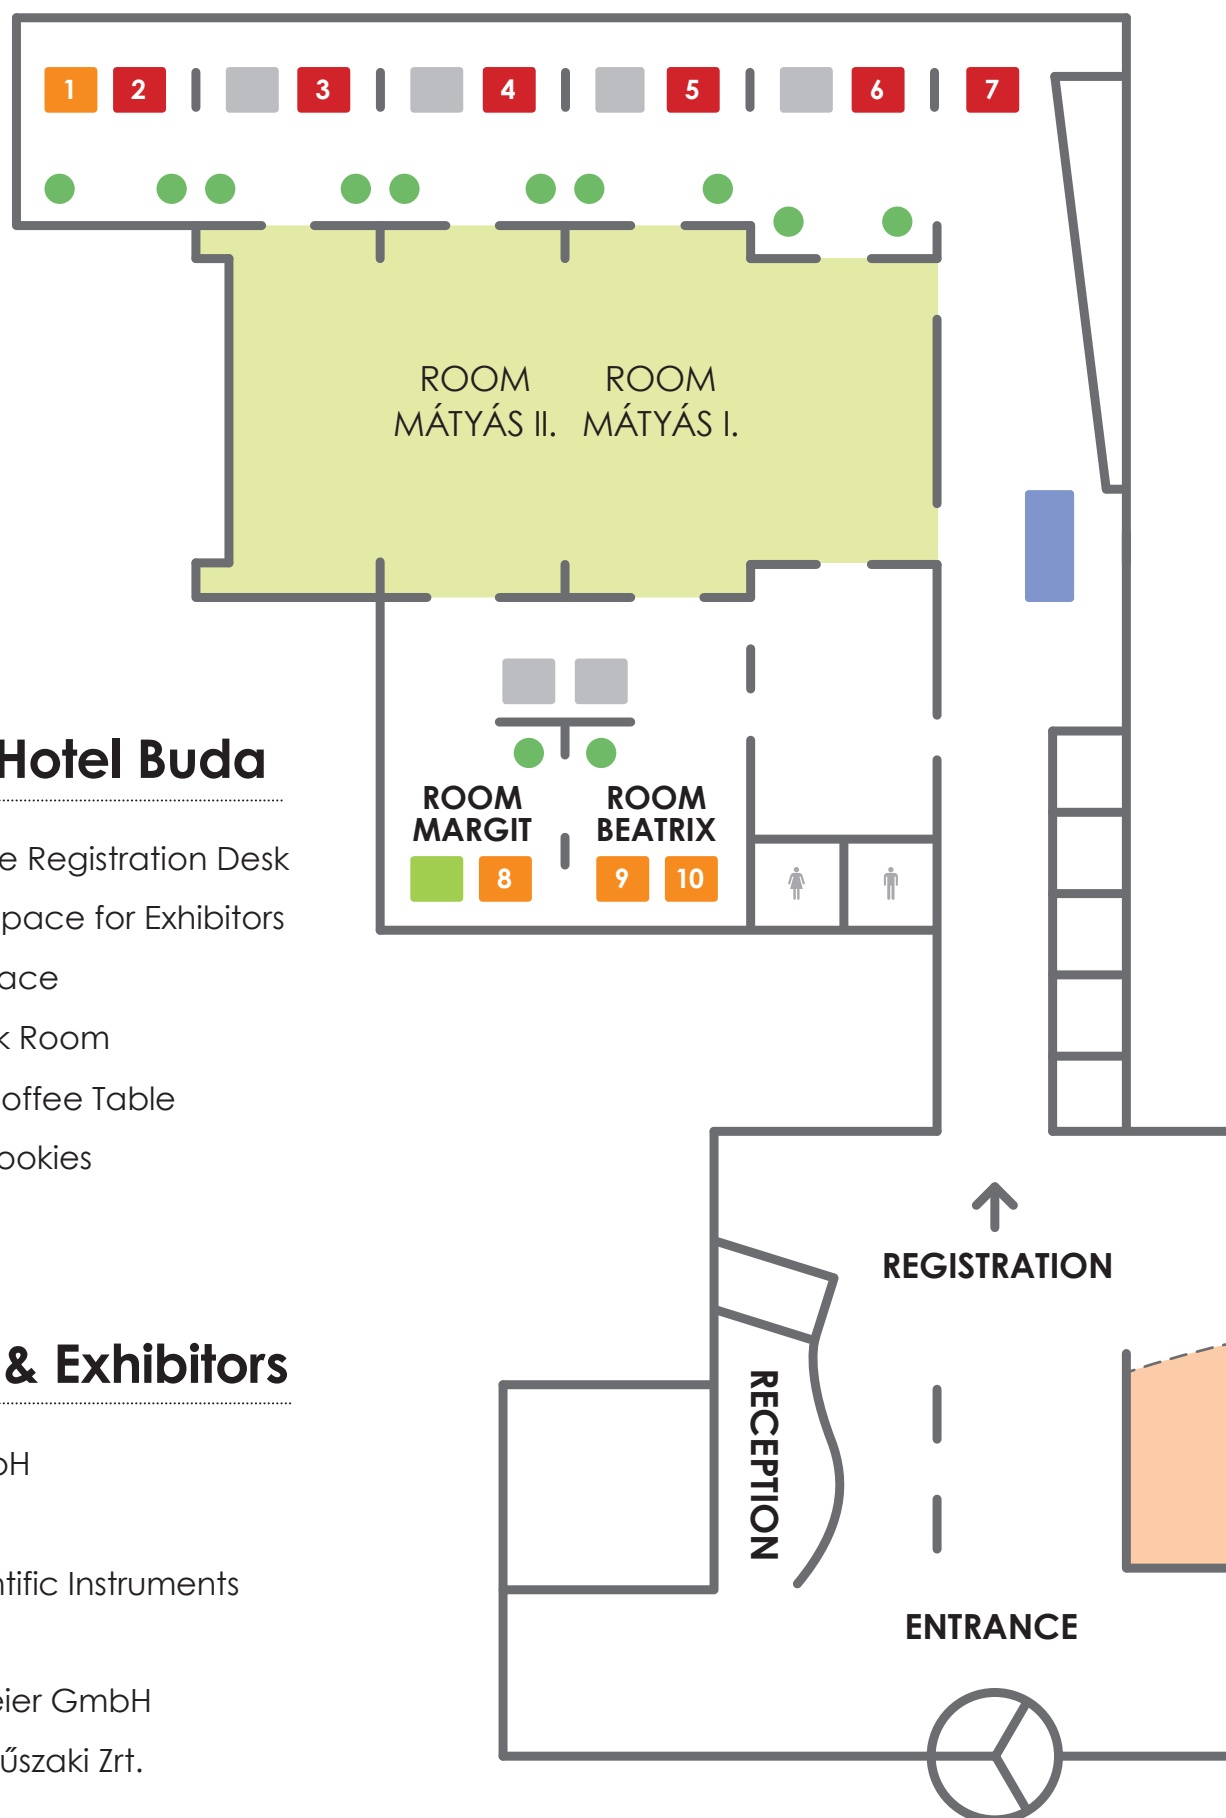 1 2 3 4 5 6 7
ROOM
MÁTYÁS II.
ROOM
MÁTYÁS I.
Hotel Buda
e Registration Desk
pace for Exhibitors
ace
k Room
offee Table
ookies
ROOM
MARGIT
ROOM
BEATRIX
8 9 10
REGISTRATION
& Exhibitors
bH
ntific Instruments
eier GmbH
űszaki Zrt.
RECEPTION
ENTRANCE